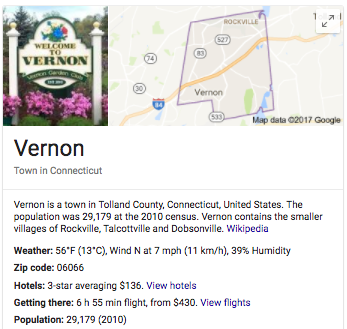 WELCOME
TO
VERNON
Vernon Garden Club
ROCKVILLE
527
74
83
30
Vernon
84
533
Map data ©2017 Google
Vernon
Town in Connecticut
Vernon is a town in Tolland County, Connecticut, United States. The
population was 29,179 at the 2010 census. Vernon contains the smaller
villages of Rockville, Talcottville and Dobsonville. Wikipedia
Weather: 56°F (13°C), Wind N at 7 mph (11 km/h), 39% Humidity
Zip code: 06066
Hotels: 3-star averaging $136. View hotels
Getting there: 6 h 55 min flight, from $430. View flights
Population: 29,179 (2010)